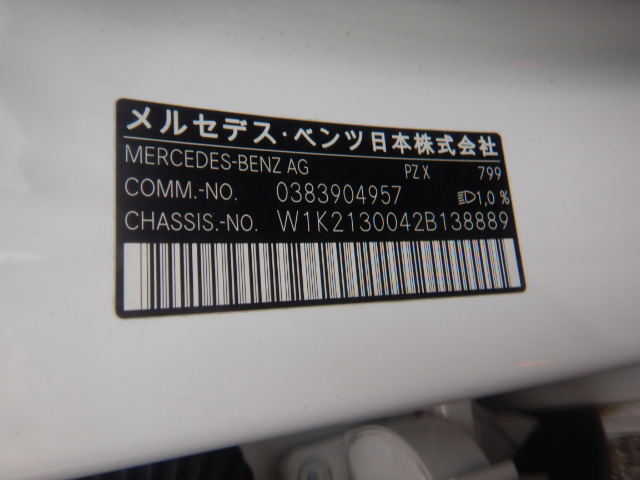 メルセデス・ベンツ日本株式会社
MERCEDES-BENZ AG PZ X 799
COMM.-NO. 0383904957 1,0 %
CHASSIS.-NO. W1K2130042B138889